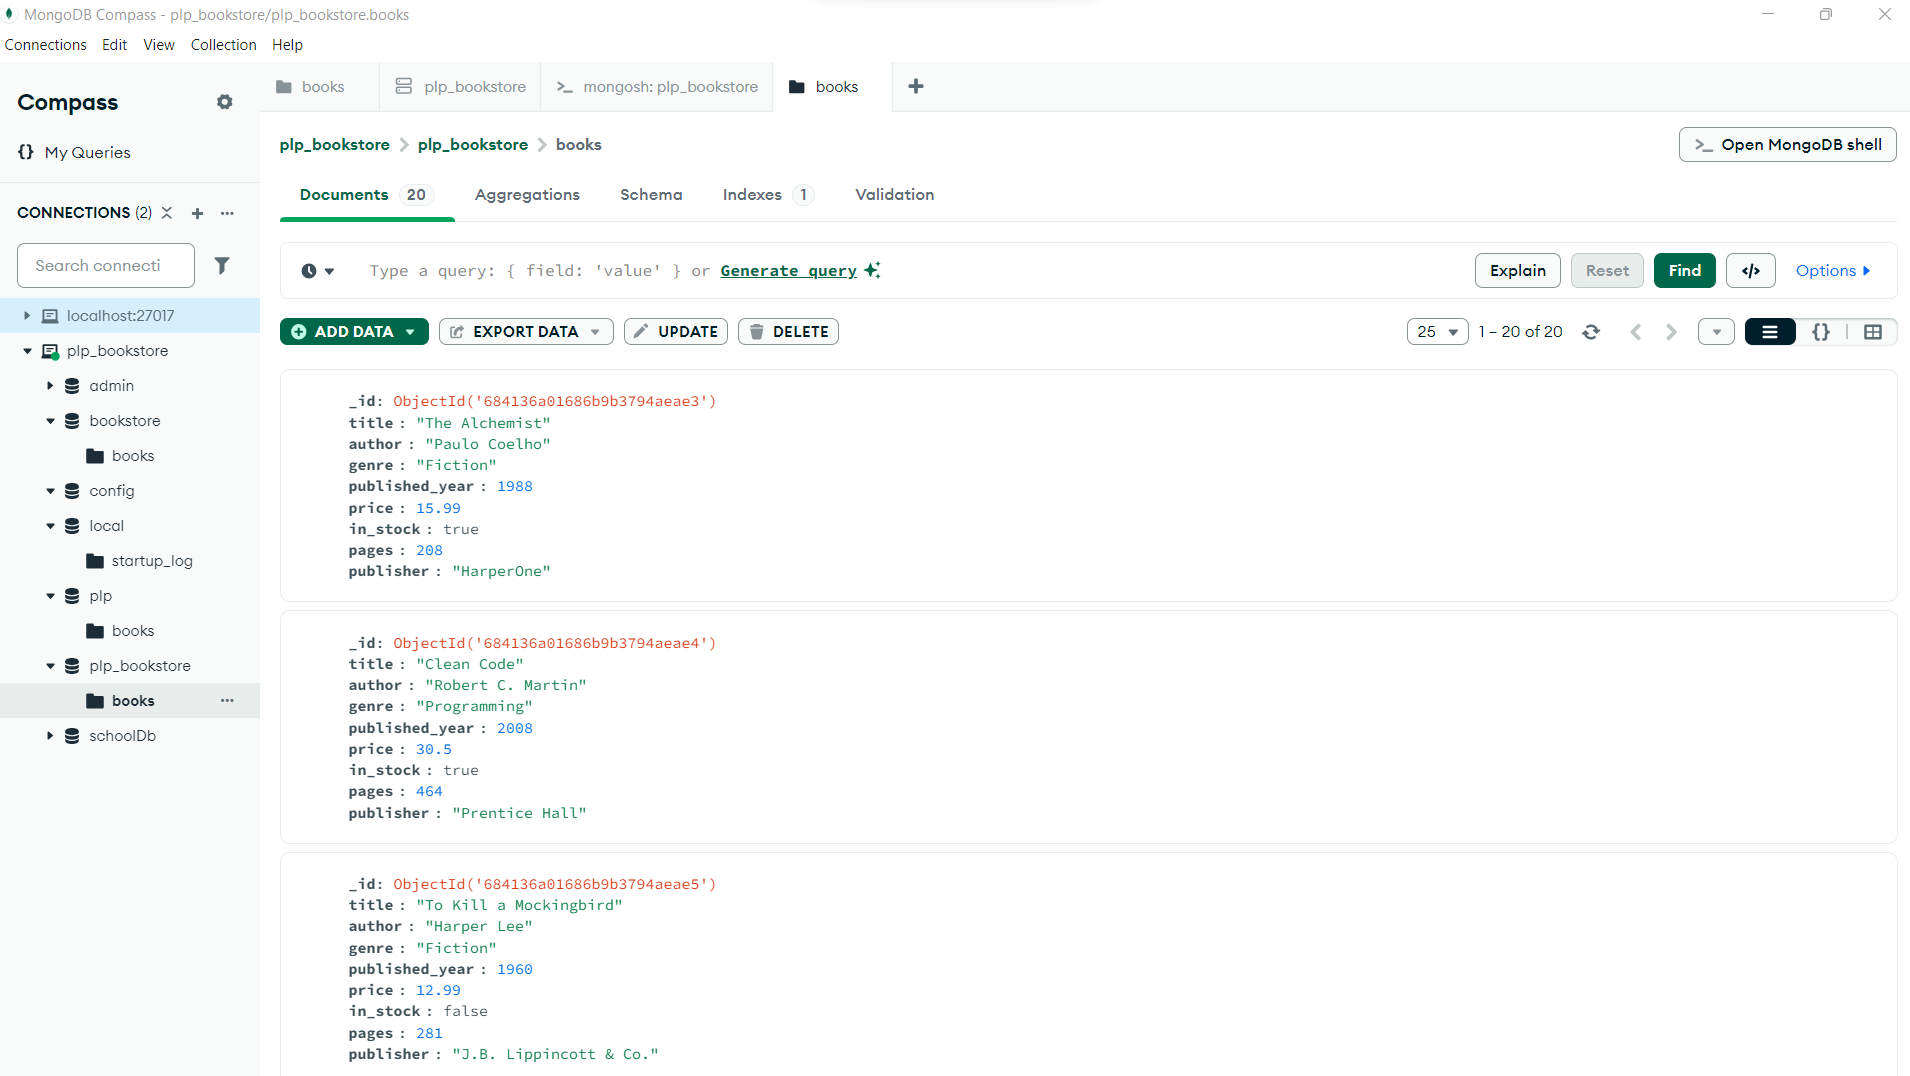 MongoDB Compass - plp_bookstore/plp_bookstore.books
Connections Edit View Collection Help
Compass
{} My Queries
CONNECTIONS (2)
Search connecti
localhost:27017
plp_bookstore
admin
bookstore
books
config
local
startup_log
plp
books
plp_bookstore
books
schoolDb
books plp_bookstore >_ mongosh: plp_bookstore books +
plp_bookstore > plp_bookstore > books
>_ Open MongoDB shell
Documents 20 Aggregations Schema Indexes 1 Validation
Type a query: { field: 'value' } or Generate query
Explain Reset Find </> Options
ADD DATA EXPORT DATA UPDATE DELETE
25 1 – 20 of 20 {}
_id: ObjectId('684136a01686b9b3794aeae3')
title : "The Alchemist"
author : "Paulo Coelho"
genre : "Fiction"
published_year : 1988
price : 15.99
in_stock : true
pages : 208
publisher : "HarperOne"
_id: ObjectId('684136a01686b9b3794aeae4')
title : "Clean Code"
author : "Robert C. Martin"
genre : "Programming"
published_year : 2008
price : 30.5
in_stock : true
pages : 464
publisher : "Prentice Hall"
_id: ObjectId('684136a01686b9b3794aeae5')
title : "To Kill a Mockingbird"
author : "Harper Lee"
genre : "Fiction"
published_year : 1960
price : 12.99
in_stock : false
pages : 281
publisher : "J.B. Lippincott & Co."